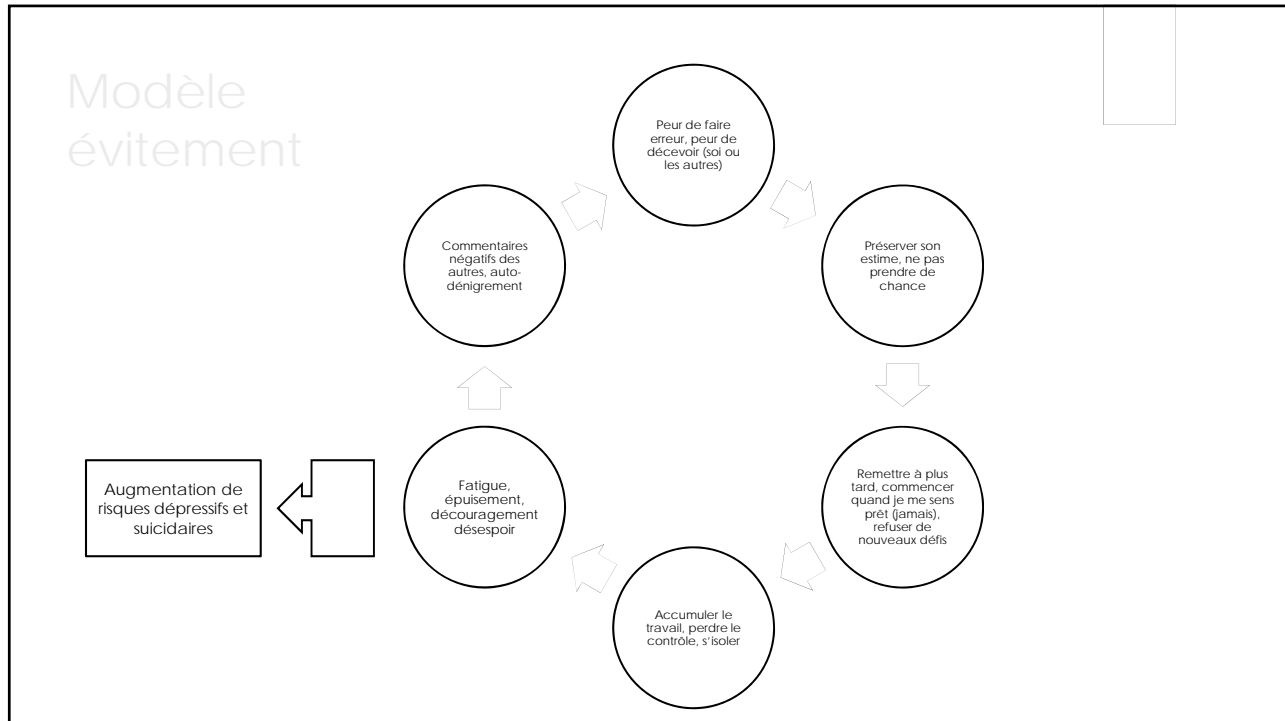 Modèle
évitement
Peur de faire
erreur, peur de
décevoir (soi ou
les autres)
Préserver son
estime, ne pas
prendre de
chance
Remettre à plus
tard, commencer
quand je me sens
prêt (jamais),
refuser de
nouveaux défis
Accumuler le
travail, perdre le
contrôle, s'isoler
Fatigue,
épuisement,
découragement
désespoir
Commentaires
négatifs des
autres, auto-
dénigrement
Augmentation de
risques dépressifs et
suicidaires